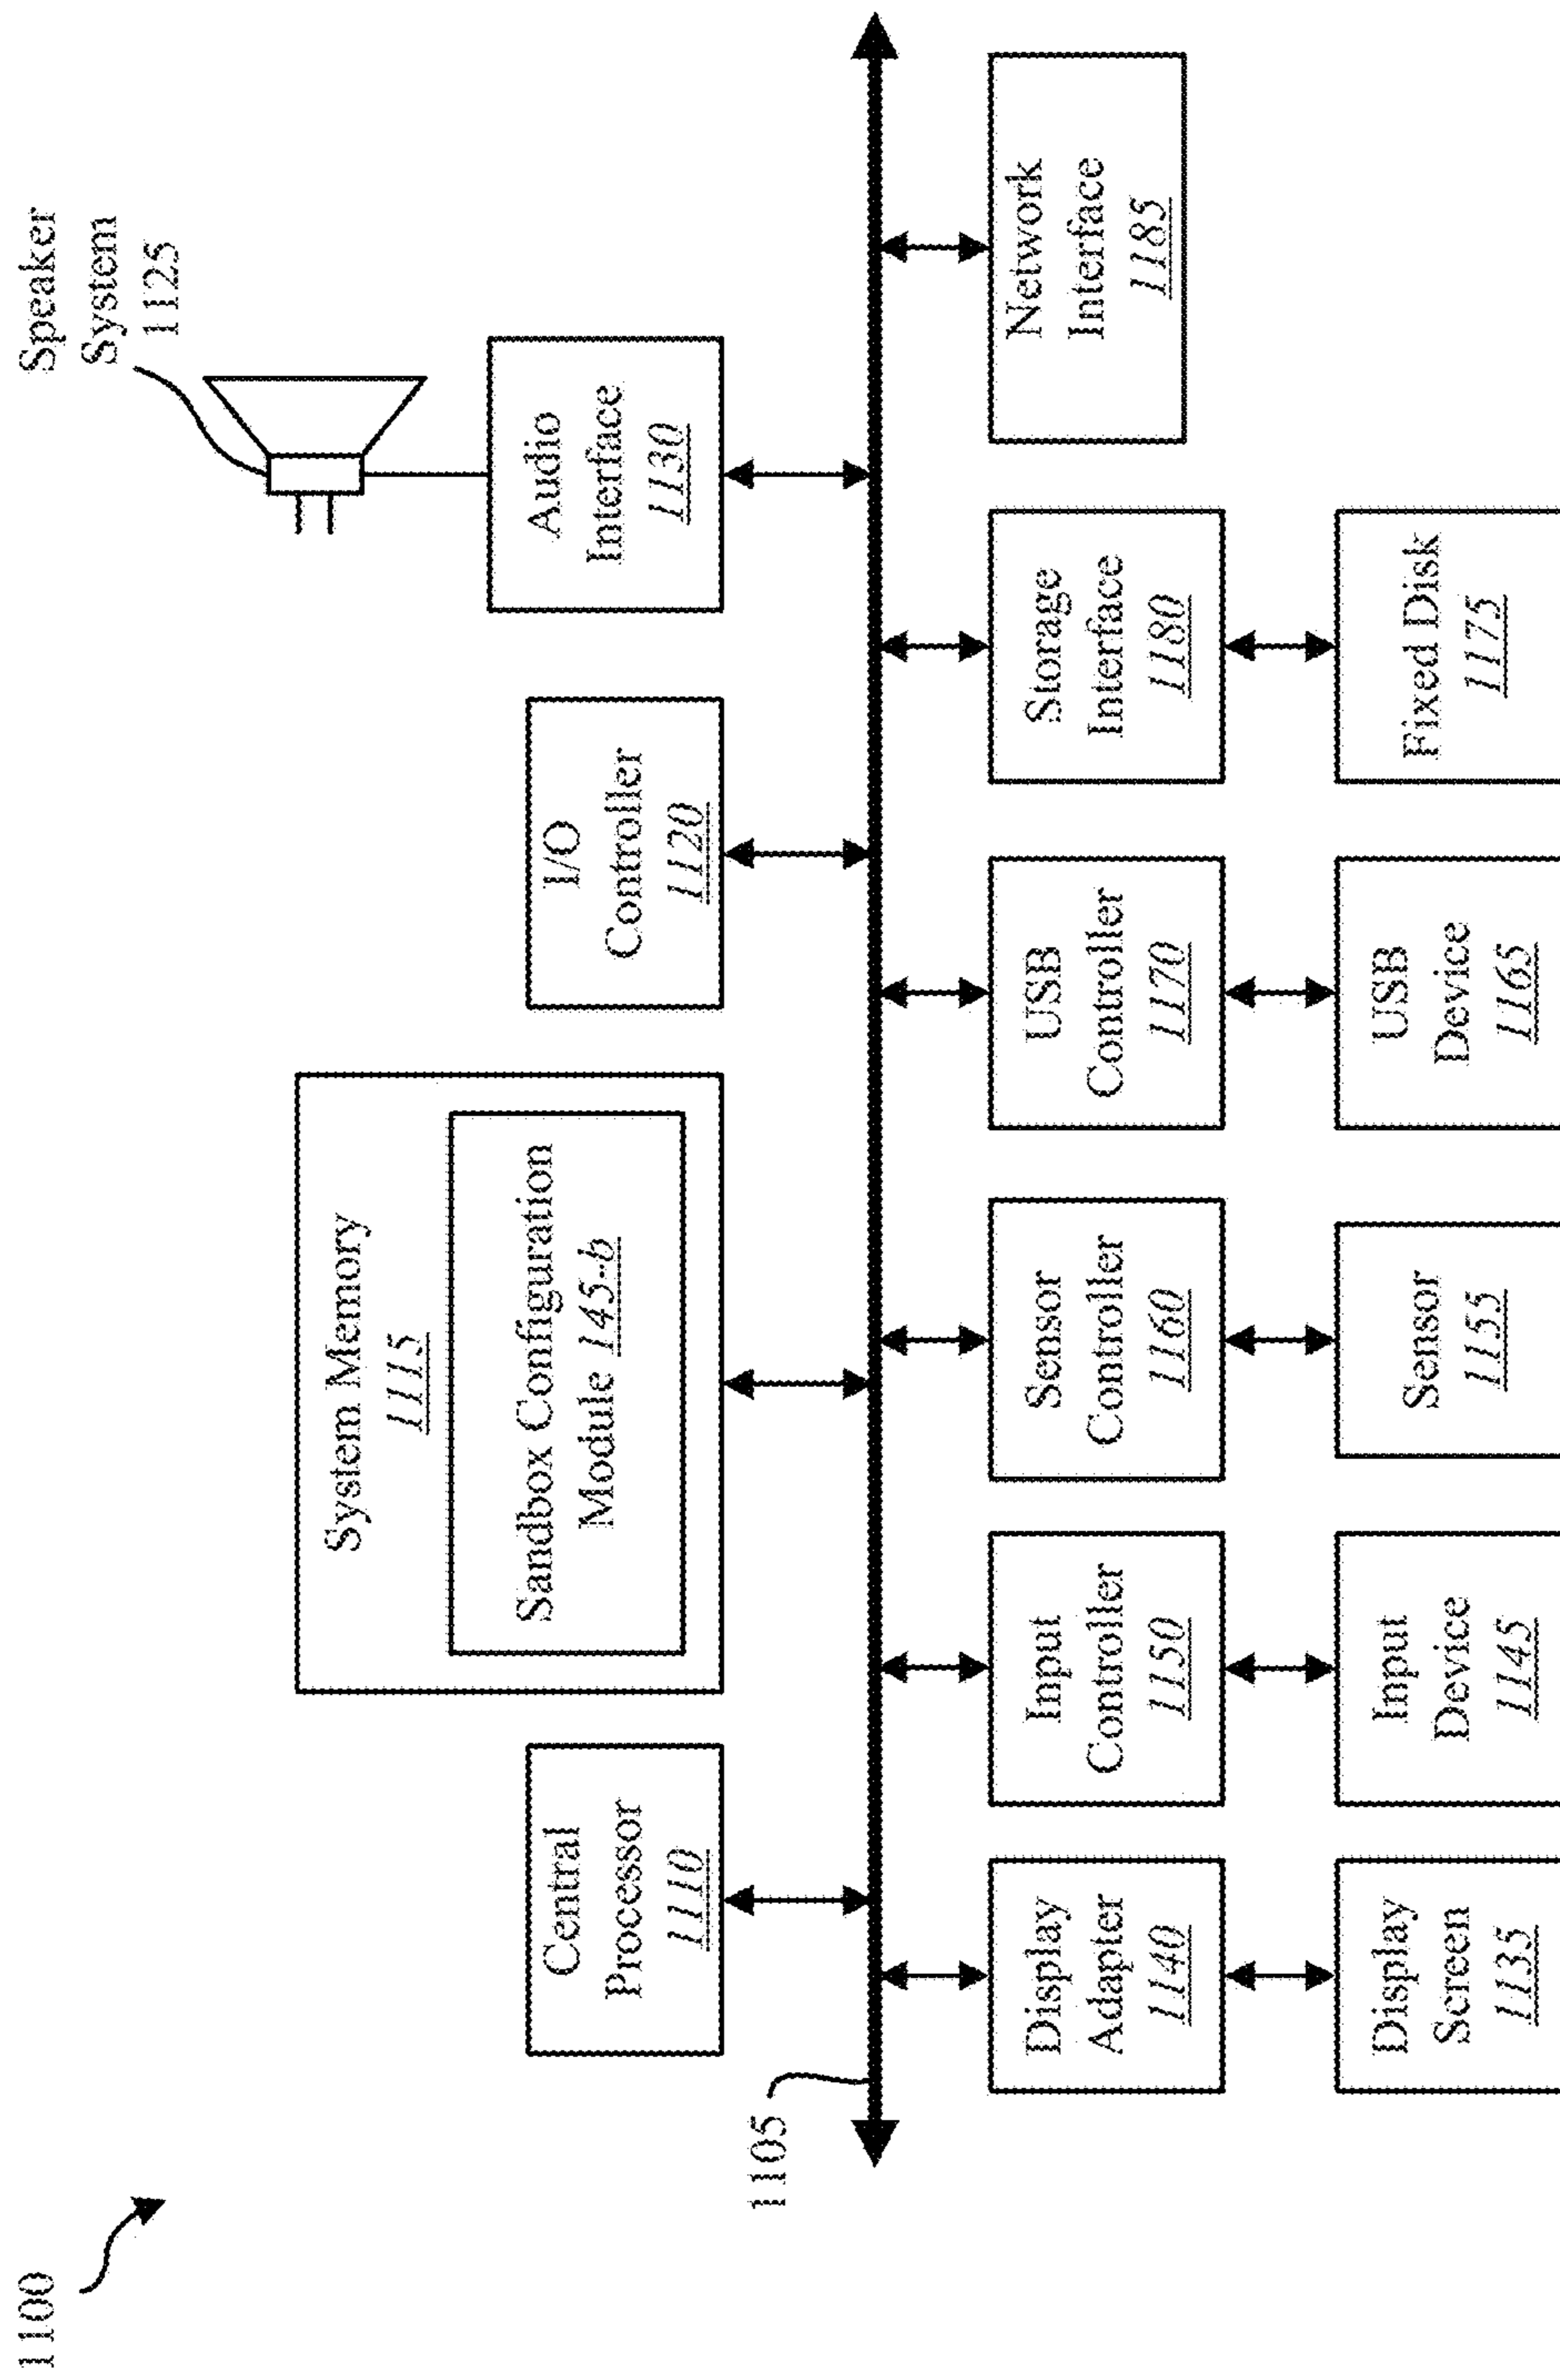 1100
Speaker
System
1125
System Memory
1115
Sandbox Configuration
Module 145-b
Central
Processor
1110
I/O
Controller
1120
Audio
Interface
1130
1105
Display
Adapter
1140
Input
Controller
1150
Sensor
Controller
1160
USB
Controller
1170
Storage
Interface
1180
Network
Interface
1185
Display
Screen
1135
Input
Device
1145
Sensor
1155
USB
Device
1165
Fixed Disk
1175